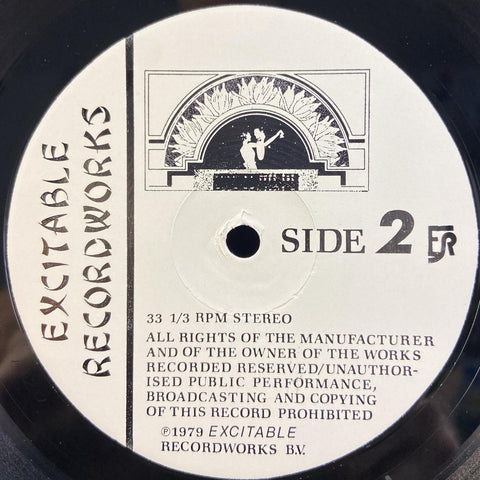 EXCITABLE
RECORDWORKS
SIDE 2 ER
33 1/3 RPM STEREO
ALL RIGHTS OF THE MANUFACTURER
AND OF THE OWNER OF THE WORKS
RECORDED RESERVED/UNAUTHOR-
ISED PUBLIC PERFORMANCE,
BROADCASTING AND COPYING
OF THIS RECORD PROHIBITED
℗1979 EXCITABLE
RECORDWORKS B.V.